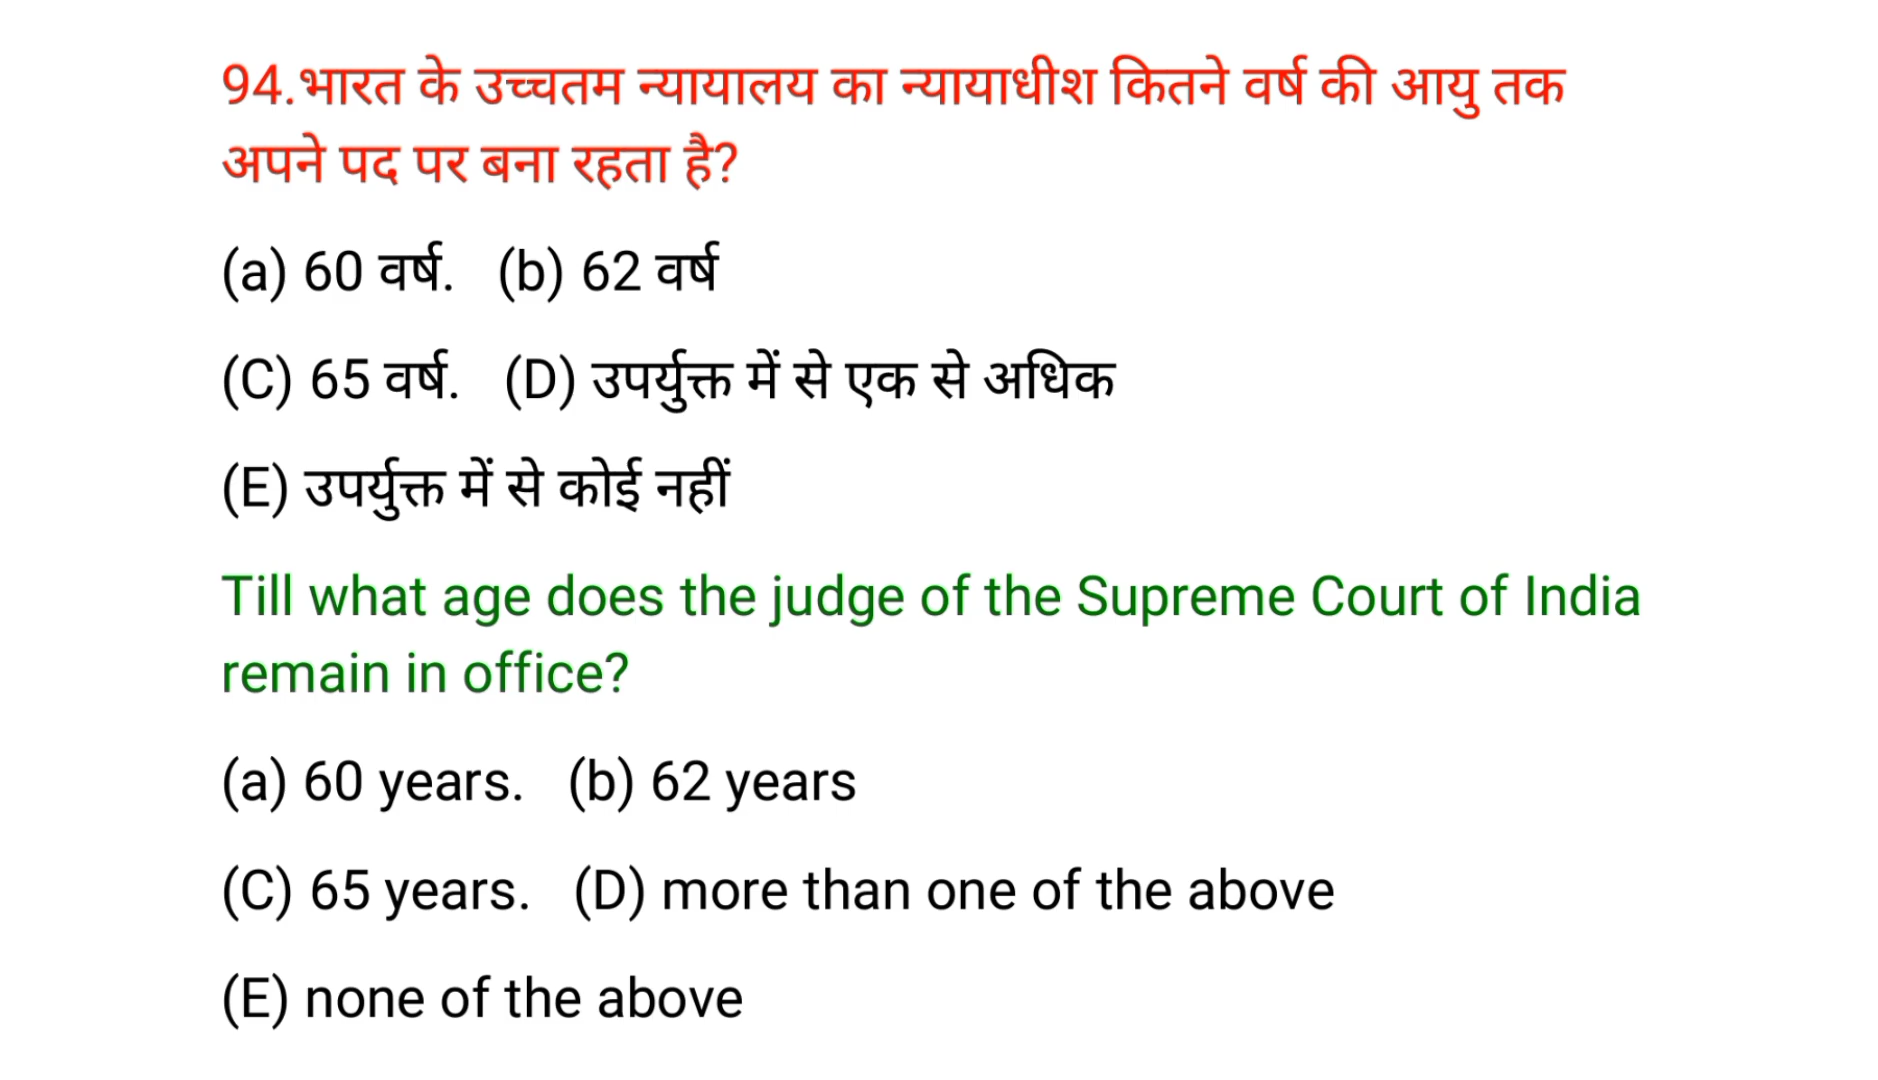 94.भारत के उच्चतम न्यायालय का न्यायाधीश कितने वर्ष की आयु तक
अपने पद पर बना रहता है?
(a) 60 वर्ष. (b) 62 वर्ष
(C) 65 वर्ष. (D) उपर्युक्त में से एक से अधिक
(E) उपर्युक्त में से कोई नहीं
Till what age does the judge of the Supreme Court of India
remain in office?
(a) 60 years. (b) 62 years
(C) 65 years. (D) more than one of the above
(E) none of the above